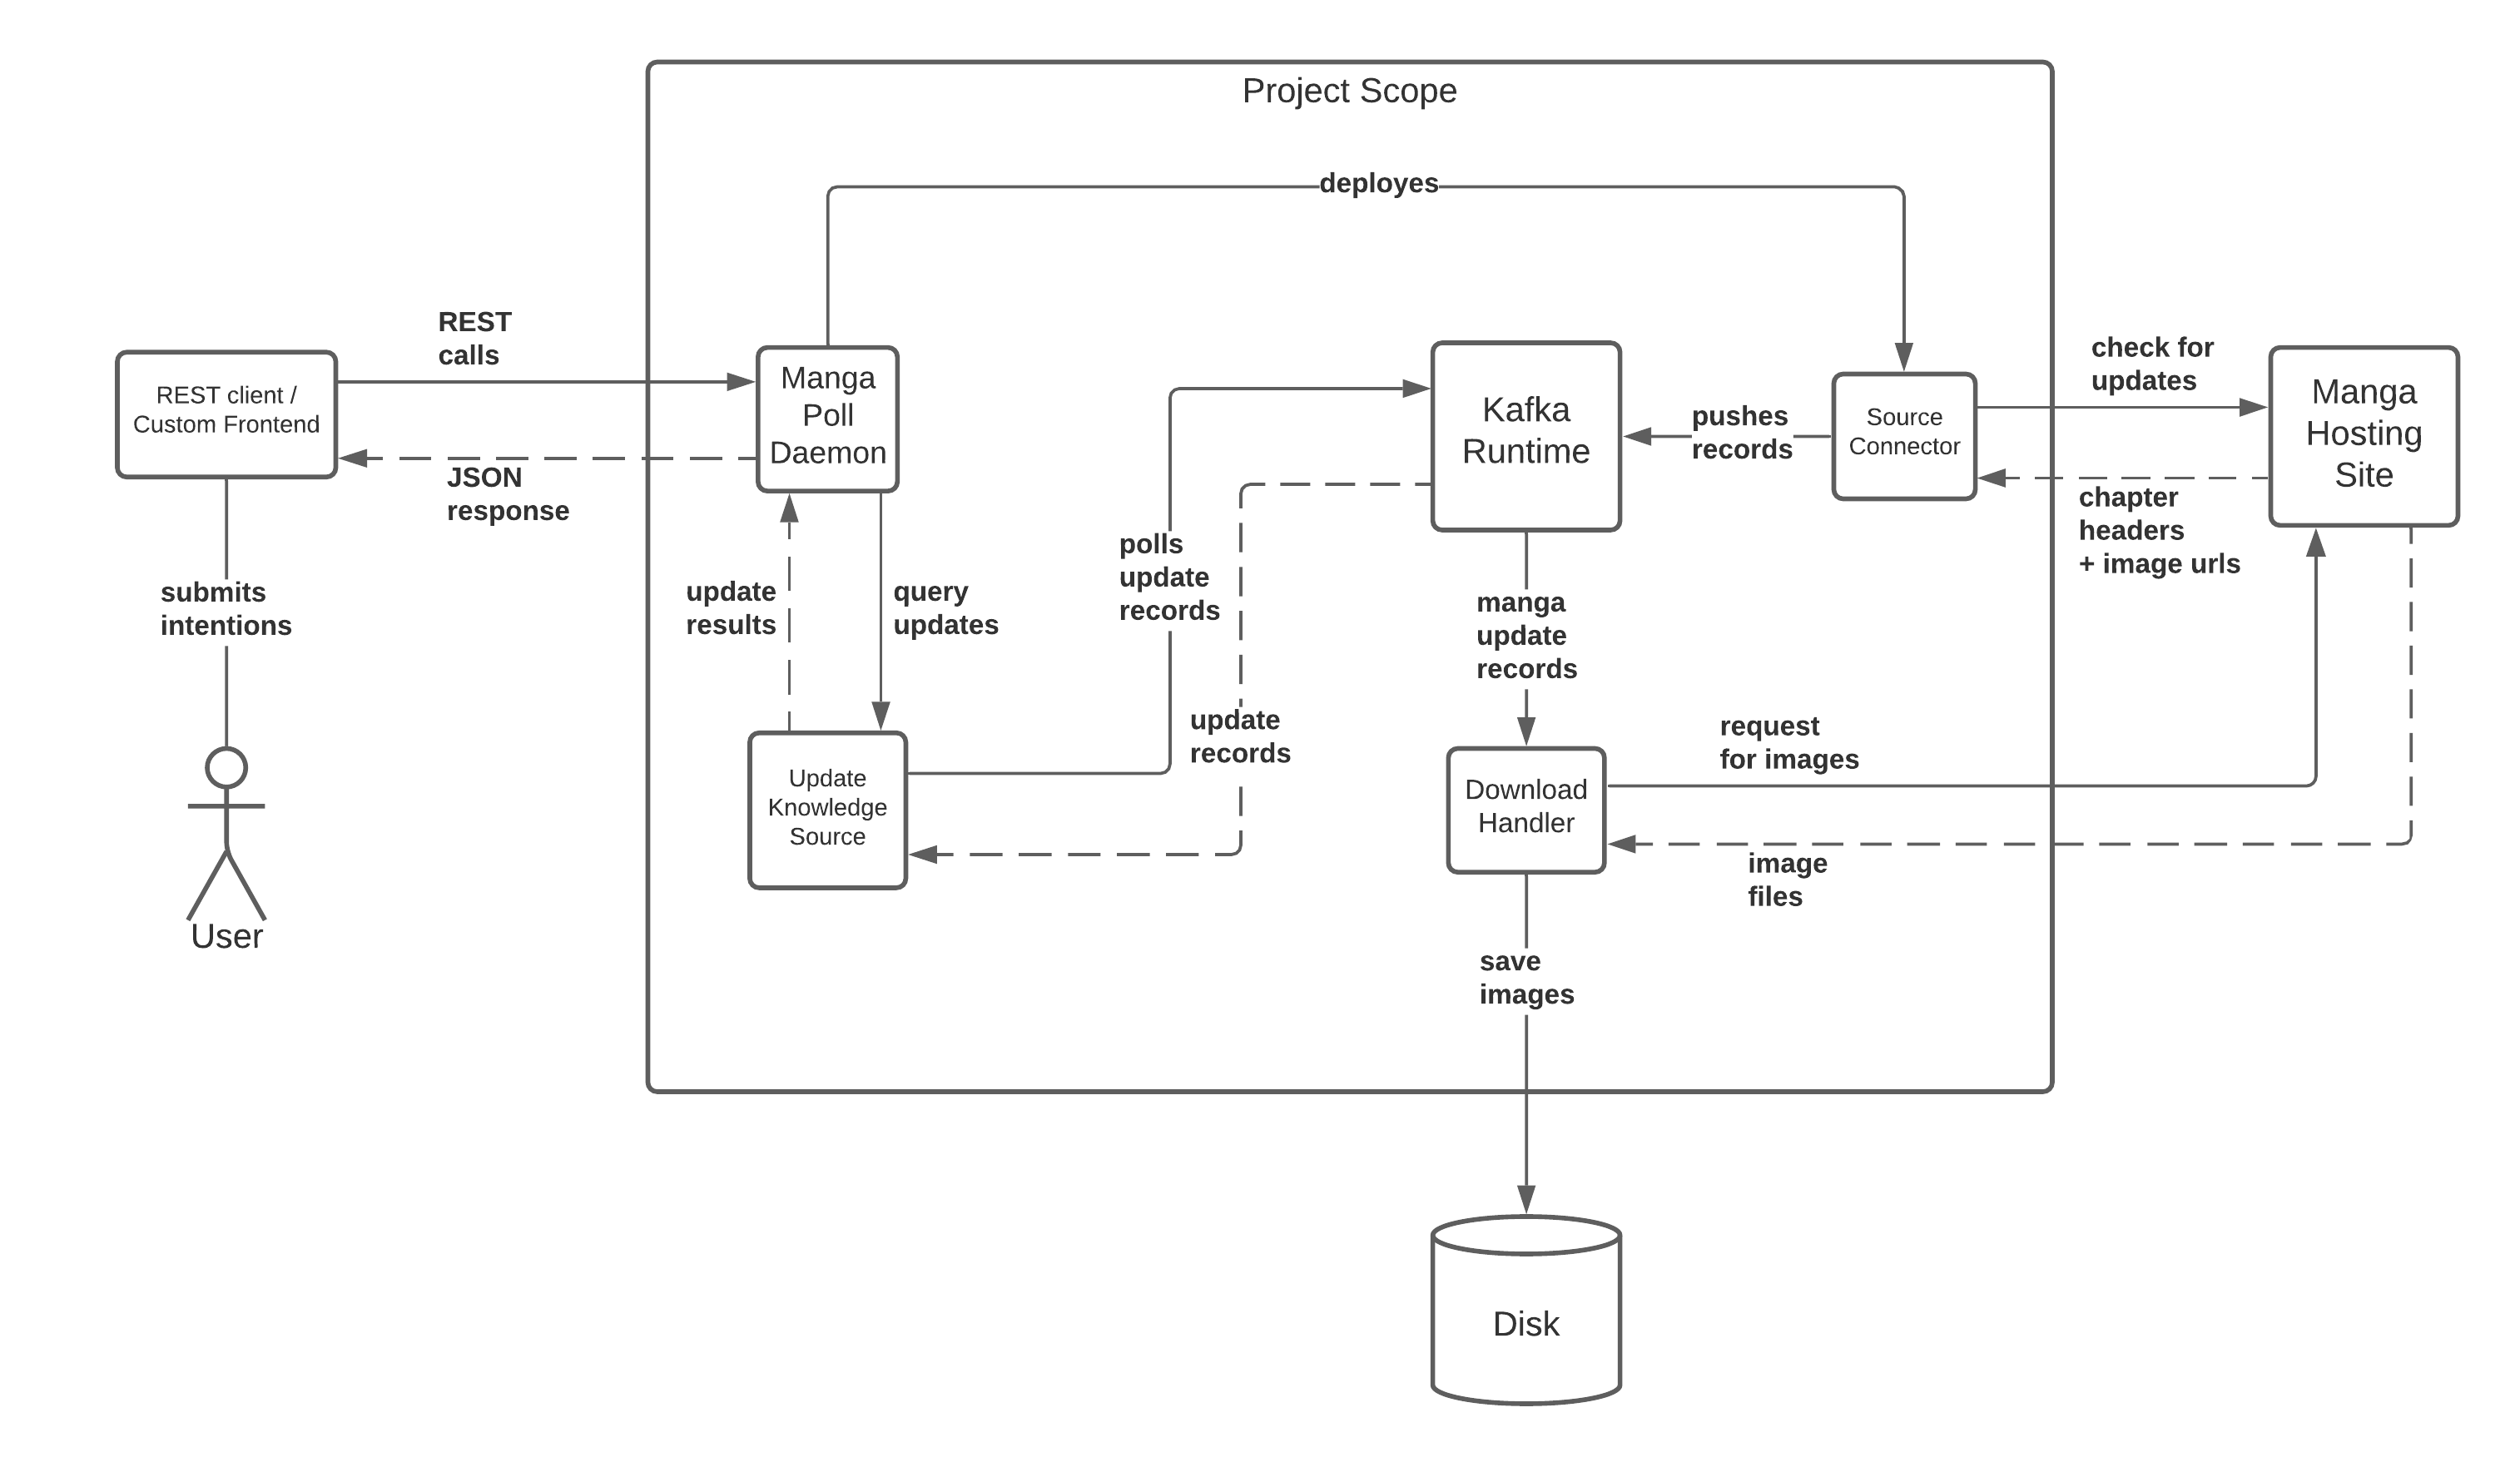 Project Scope
deployes
REST
calls
REST client /
Custom Frontend
JSON
response
Manga
Poll
Daemon
Kafka
Runtime
pushes
records
Source
Connector
check for
updates
Manga
Hosting
Site
chapter
headers
+ image urls
submits
intentions
update
results
query
updates
polls
update
records
manga
update
records
update
records
request
for images
Update
Knowledge
Source
Download
Handler
image
files
User
save
images
Disk